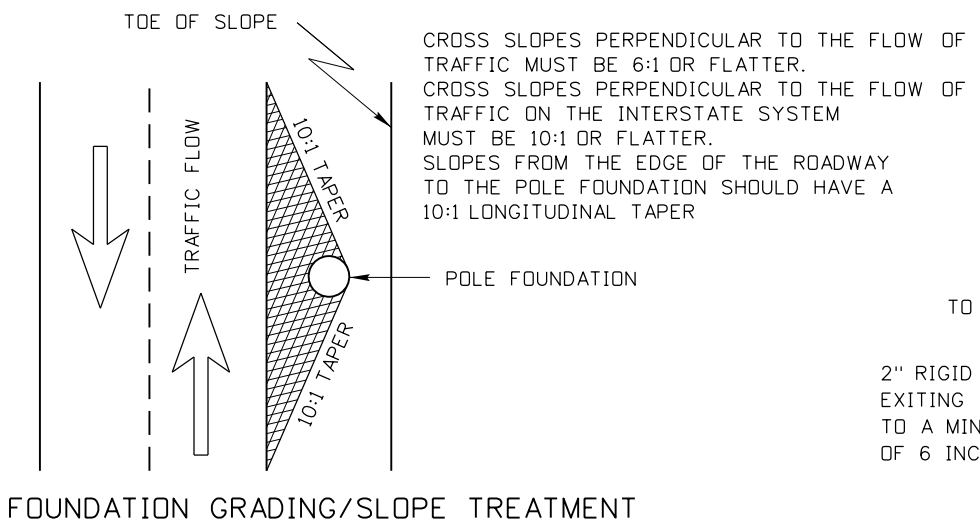 TOE OF SLOPE
CROSS SLOPES PERPENDICULAR TO THE FLOW OF
TRAFFIC MUST BE 6:1 OR FLATTER.
CROSS SLOPES PERPENDICULAR TO THE FLOW OF
TRAFFIC ON THE INTERSTATE SYSTEM
MUST BE 10:1 OR FLATTER.
SLOPES FROM THE EDGE OF THE ROADWAY
TO THE POLE FOUNDATION SHOULD HAVE A
10:1 LONGITUDINAL TAPER
TRAFFIC FLOW
10:1 TAPER
POLE FOUNDATION
10:1 TAPER
TO
2" RIGID
EXITING
TO A MIN
OF 6 INC
FOUNDATION GRADING/SLOPE TREATMENT